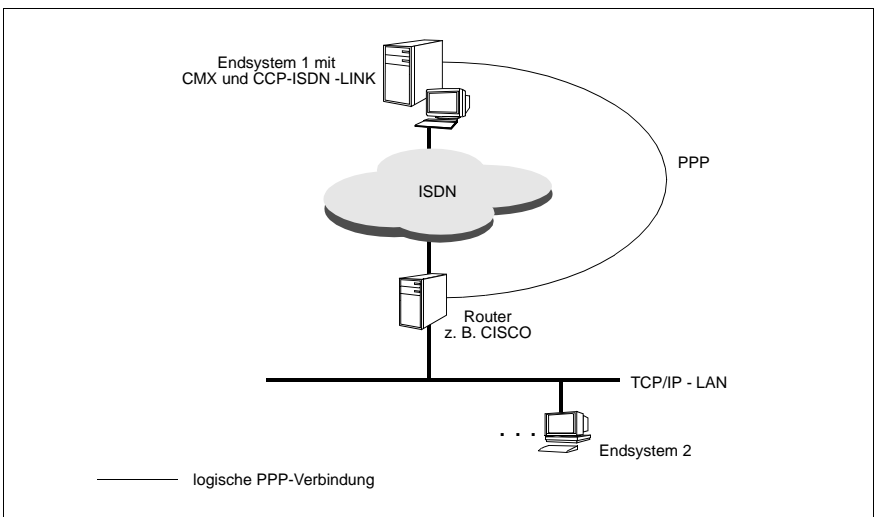 Endsystem 1 mit
CMX und CCP-ISDN -LINK
PPP
ISDN
Router
z. B. CISCO
TCP/IP - LAN
. . .
Endsystem 2
logische PPP-Verbindung